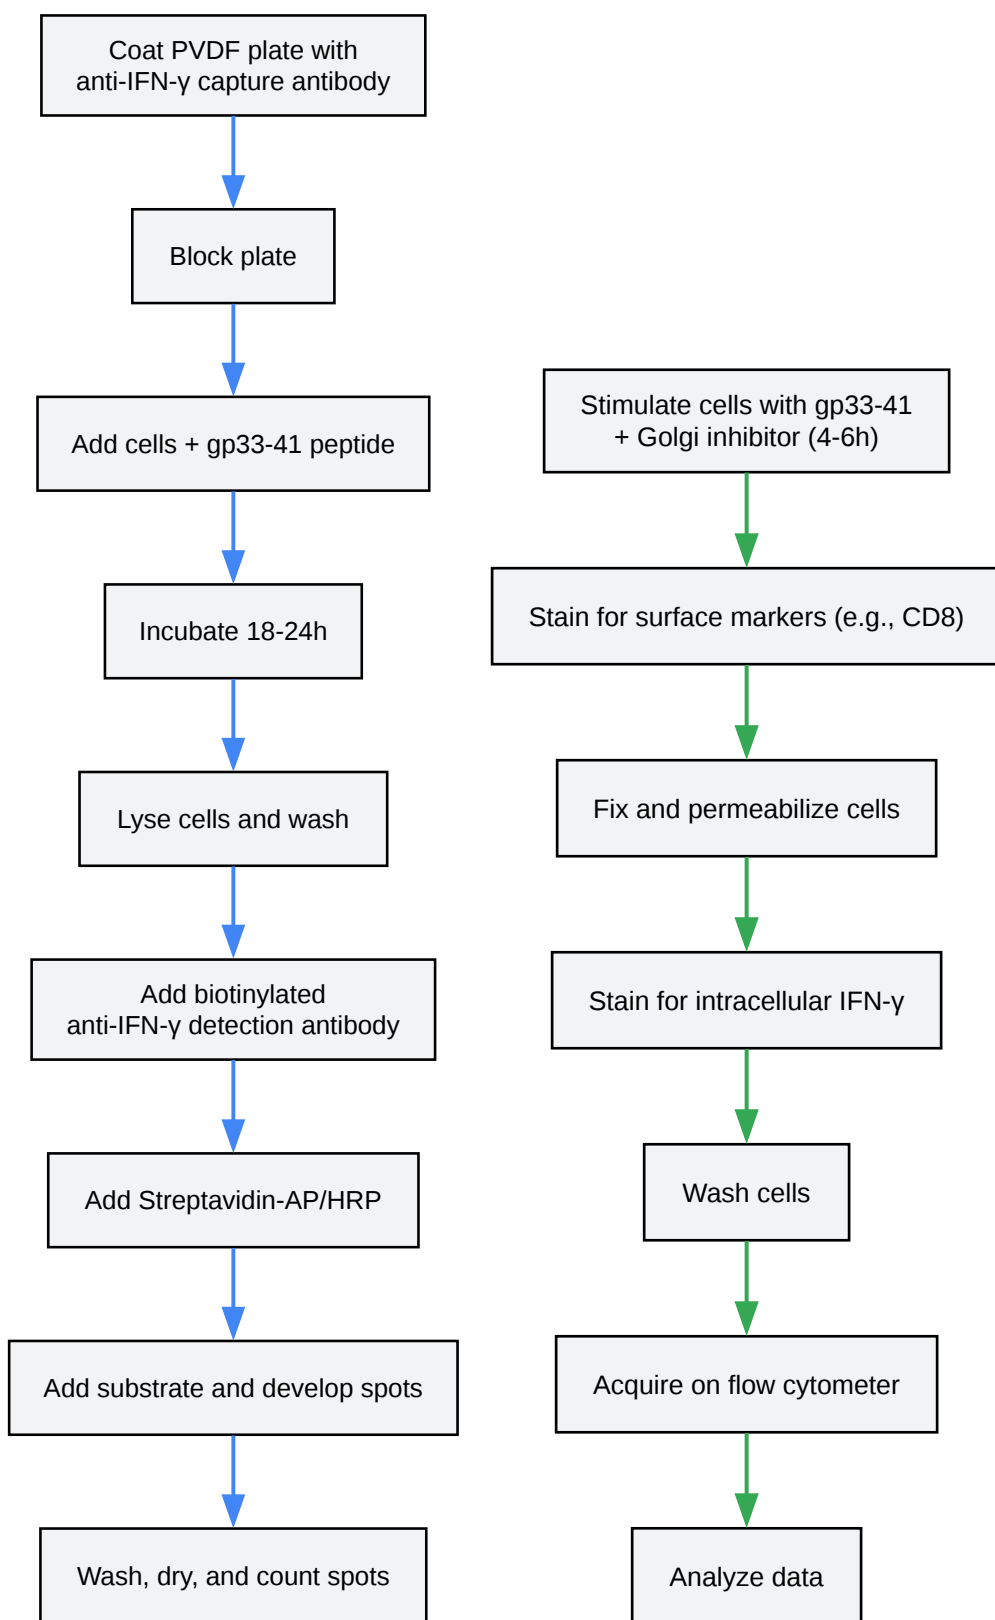 Coat PVDF plate with
anti-IFN-γ capture antibody
Block plate
Add cells + gp33-41 peptide
Incubate 18-24h
Lyse cells and wash
Add biotinylated
anti-IFN-γ detection antibody
Add Streptavidin-AP/HRP
Add substrate and develop spots
Wash, dry, and count spots
Stimulate cells with gp33-41
+ Golgi inhibitor (4-6h)
Stain for surface markers (e.g., CD8)
Fix and permeabilize cells
Stain for intracellular IFN-γ
Wash cells
Acquire on flow cytometer
Analyze data